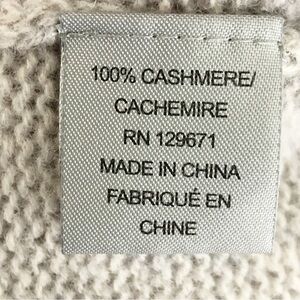 100% CASHMERE/
CACHEMIRE
RN 129671
MADE IN CHINA
FABRIQUÉ EN
CHINE